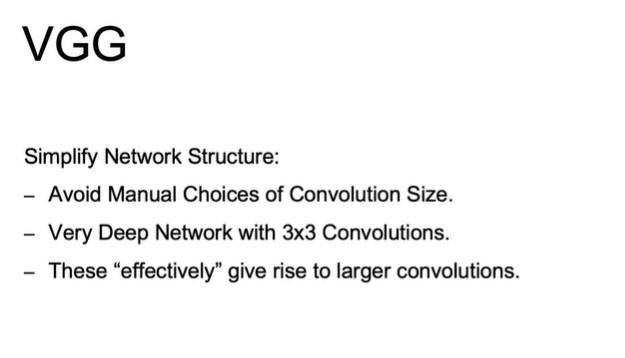 VGG
Simplify Network Structure:
– Avoid Manual Choices of Convolution Size.
– Very Deep Network with 3x3 Convolutions.
– These “effectively” give rise to larger convolutions.